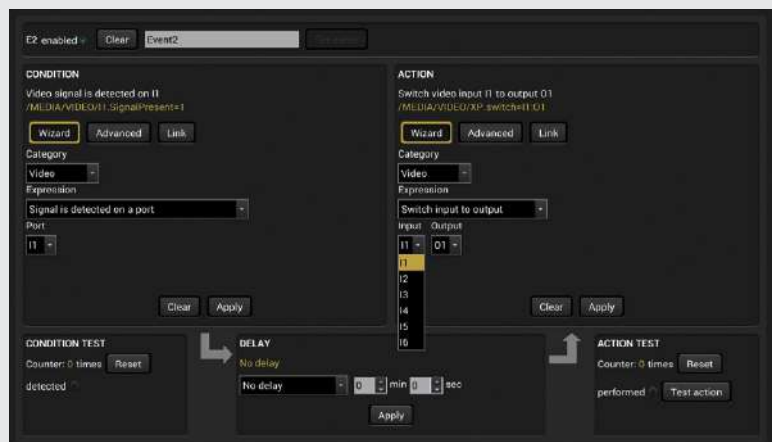 E2 enabled Clear Event2
CONDITION
Video signal is detected on I1
/MEDIA/VIDEO/I1.SignalPresent=1
Wizard Advanced Link
Category
Video
Expression
Signal is detected on a port
Port
I1
Clear Apply
ACTION
Switch video input I1 to output O1
/MEDIA/VIDEO/XP.switch=I1:O1
Wizard Advanced Link
Category
Video
Expression
Switch input to output
Input Output
I1 O1
I1
I2
I3
I4
I5
I6
Clear Apply
CONDITION TEST
Counter: 0 times Reset
detected
DELAY
No delay
No delay 0 min 0 sec
Apply
ACTION TEST
Counter: 0 times Reset
performed Test action